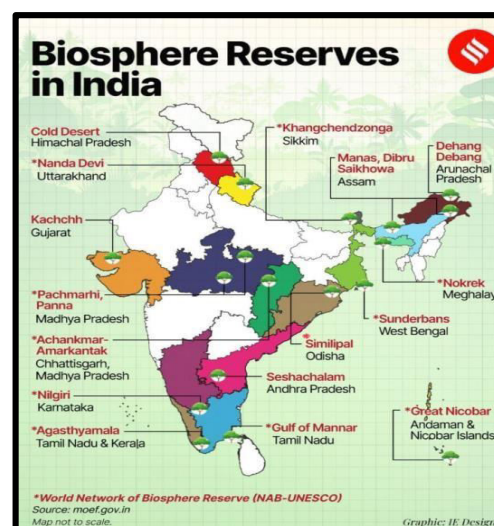 Biosphere Reserves
in India
Cold Desert
Himachal Pradesh
*Nanda Devi
Uttarakhand
Kachchh
Gujarat
*Pachmarhi,
Panna
Madhya Pradesh
*Achankmar-
Amarkantak
Chhattisgarh,
Madhya Pradesh
*Nilgiri
Karnataka
*Agasthyamala
Tamil Nadu & Keraja
*Khangchendzonga
Sikkim
Manas, Dibru
Saikhowa
Assam
Dehang
Debang
Arunachal
Pradesh
*Nokrek
Meghalay
*Sunderbans
West Bengal
*
Similipal
Odisha
Seshachalam
Andhra Pradesh
*Gulf of Mannar
Tamil Nadu
*Great Nicobar
Andaman &
Nicobar Islands
*World Network of Biosphere Reserve (NAB-UNESCO)
Source: moef.gov.in
Map not to scale.
Graphic: IE Design